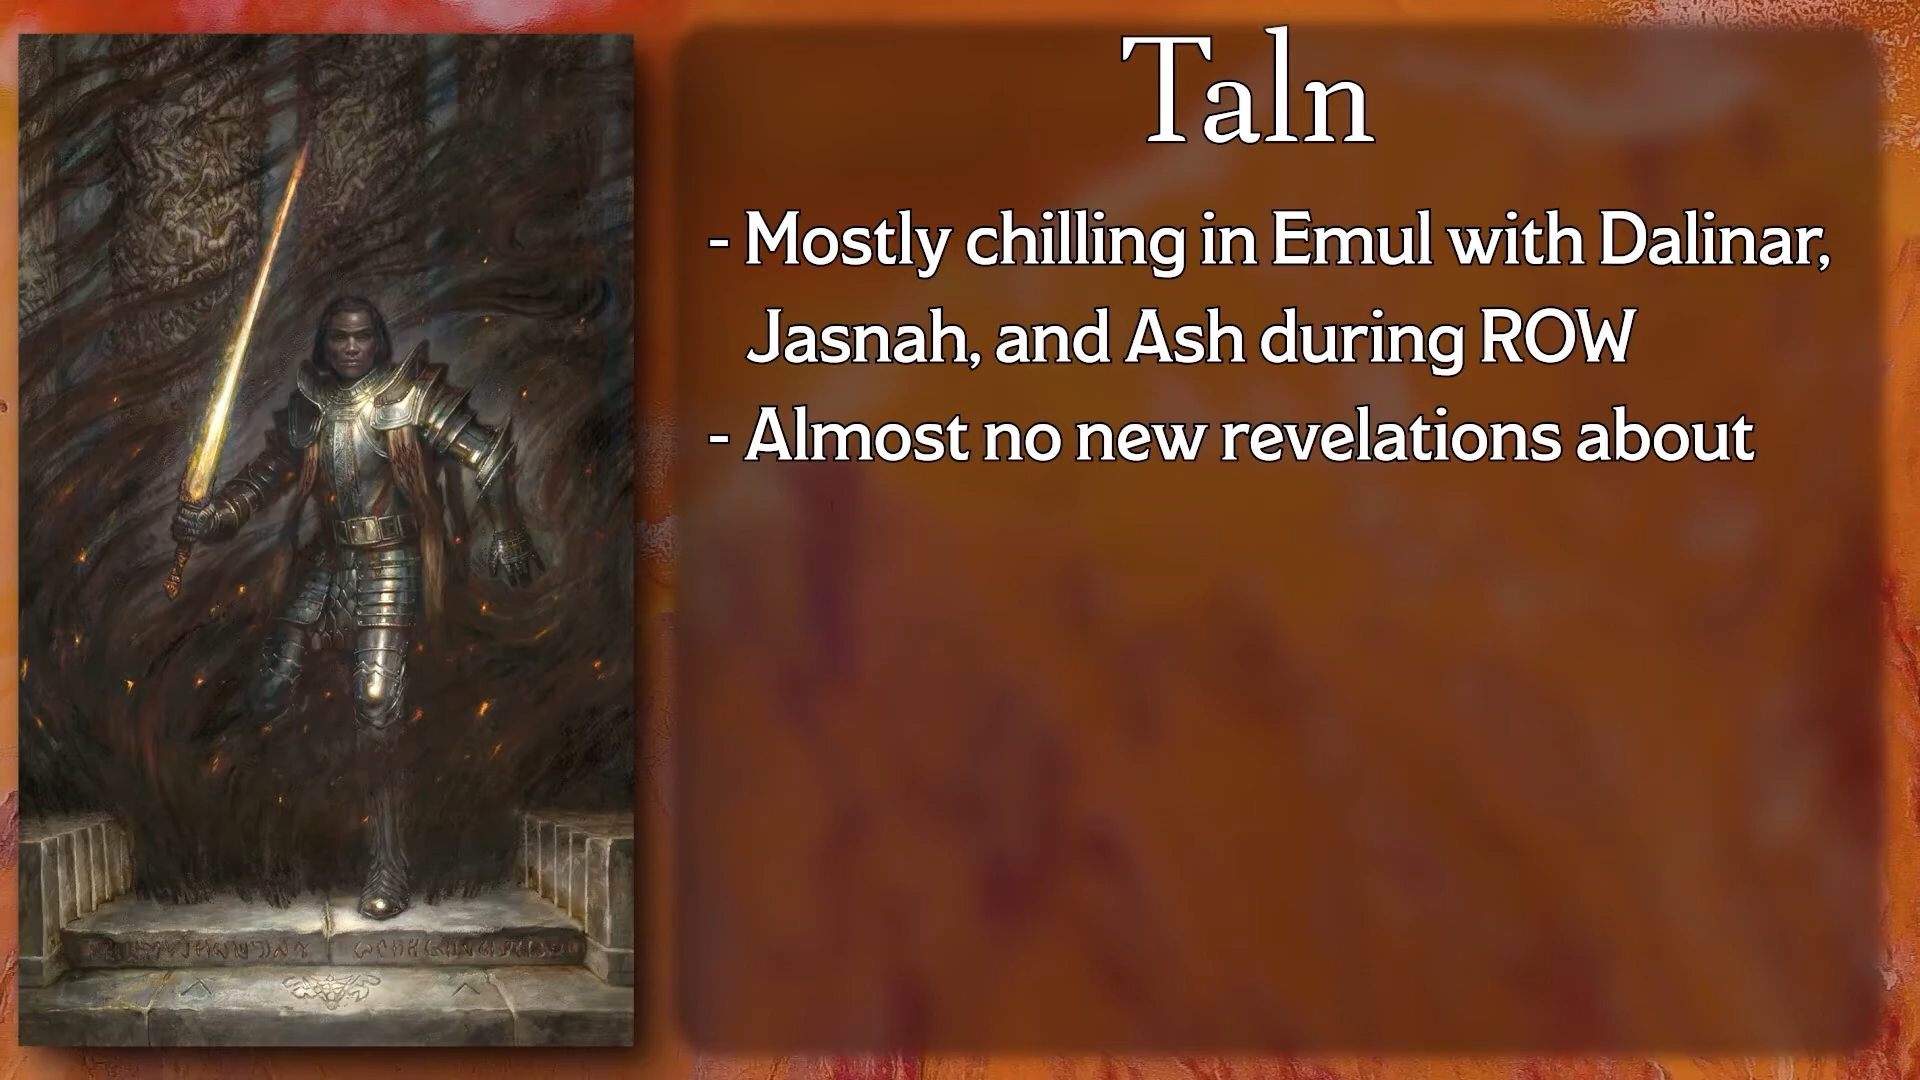 Taln
- Mostly chilling in Emul with Dalinar,
Jasnah, and Ash during ROW
- Almost no new revelations about